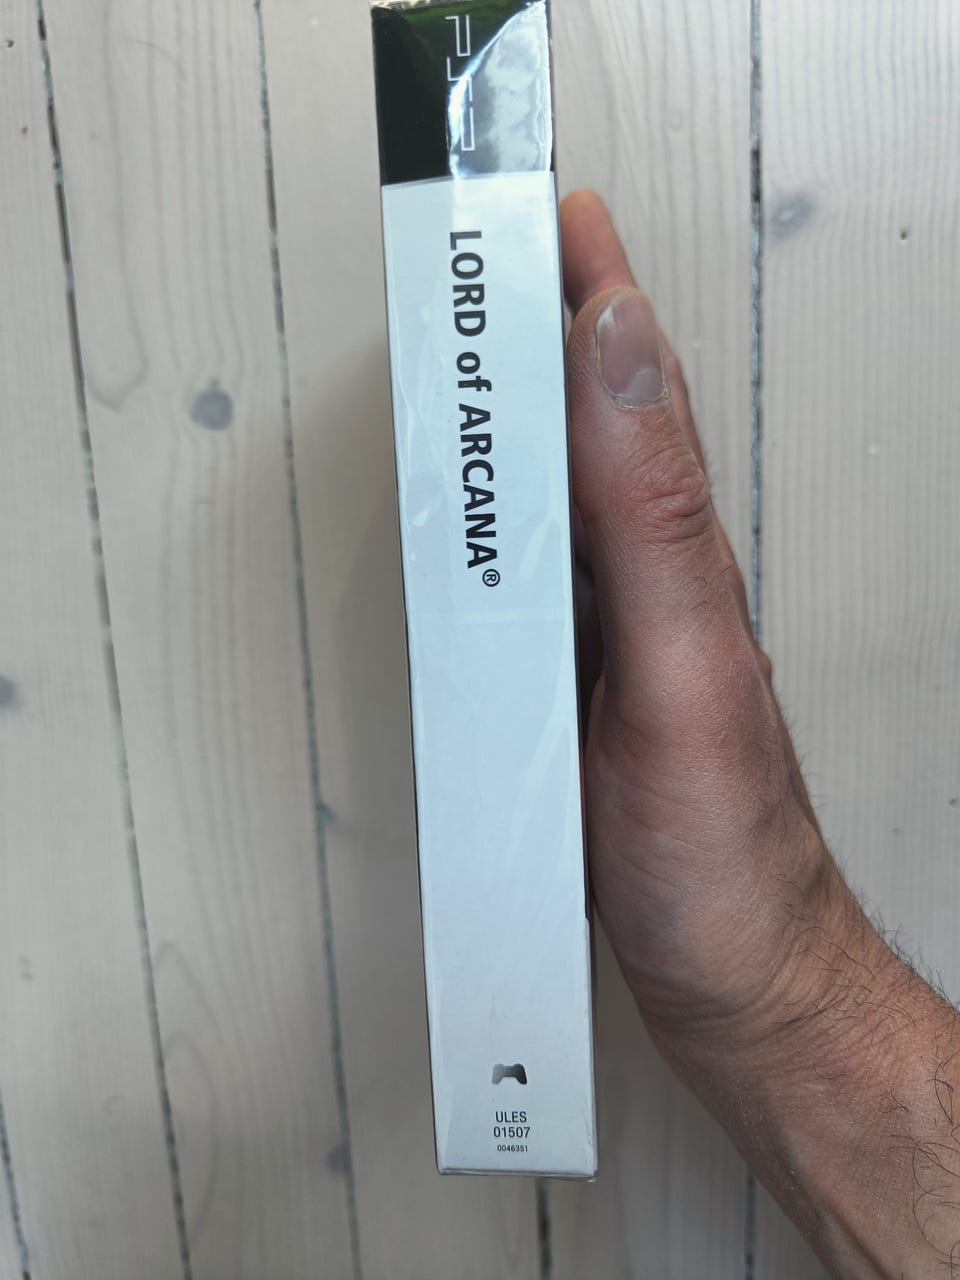 PSP
LORD of ARCANA®
ULES
01507
0046351